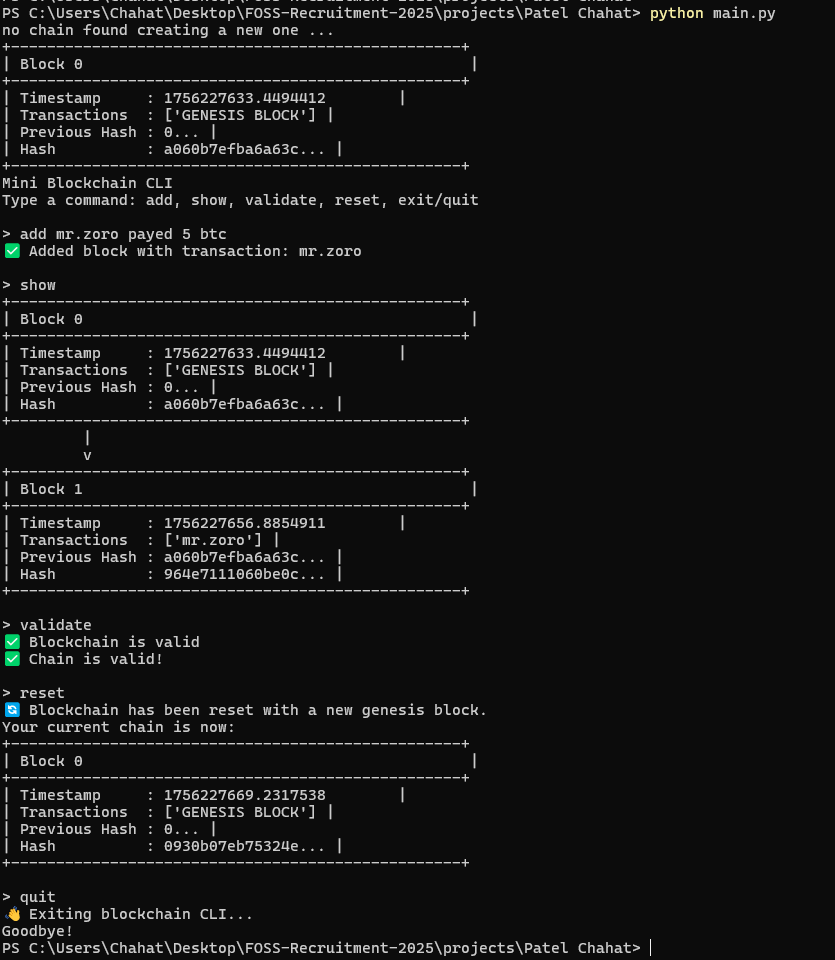 PS C:\Users\Chahat\Desktop\FOSS-Recruitment-2025\projects\Patel Chahat> python main.py
no chain found creating a new one ...
+--------------------------------------------------+
| Block 0                                           |
+--------------------------------------------------+
| Timestamp     : 1756227633.4494412        |
| Transactions  : ['GENESIS BLOCK'] |
| Previous Hash : 0... |
| Hash          : a060b7efba6a63c... |
+--------------------------------------------------+
Mini Blockchain CLI
Type a command: add, show, validate, reset, exit/quit

> add mr.zoro payed 5 btc
✅ Added block with transaction: mr.zoro

> show
+--------------------------------------------------+
| Block 0                                           |
+--------------------------------------------------+
| Timestamp     : 1756227633.4494412        |
| Transactions  : ['GENESIS BLOCK'] |
| Previous Hash : 0... |
| Hash          : a060b7efba6a63c... |
+--------------------------------------------------+
         |
         v
+--------------------------------------------------+
| Block 1                                           |
+--------------------------------------------------+
| Timestamp     : 1756227656.8854911        |
| Transactions  : ['mr.zoro'] |
| Previous Hash : a060b7efba6a63c... |
| Hash          : 964e7111060be0c... |
+--------------------------------------------------+

> validate
✅ Blockchain is valid
✅ Chain is valid!

> reset
🔄 Blockchain has been reset with a new genesis block.
Your current chain is now:
+--------------------------------------------------+
| Block 0                                           |
+--------------------------------------------------+
| Timestamp     : 1756227669.2317538        |
| Transactions  : ['GENESIS BLOCK'] |
| Previous Hash : 0... |
| Hash          : 0930b07eb75324e... |
+--------------------------------------------------+

> quit
👋 Exiting blockchain CLI...
Goodbye!
PS C:\Users\Chahat\Desktop\FOSS-Recruitment-2025\projects\Patel Chahat>